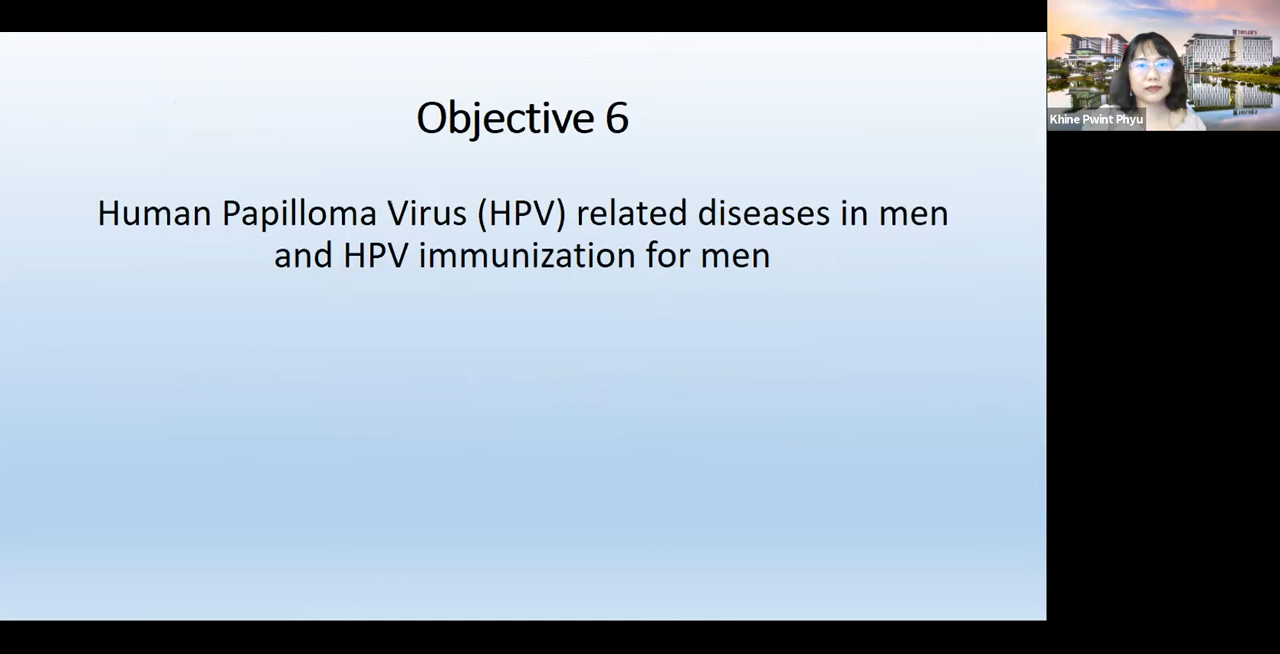 Objective 6
Human Papilloma Virus (HPV) related diseases in men
and HPV immunization for men
Khine Pwint Phyu